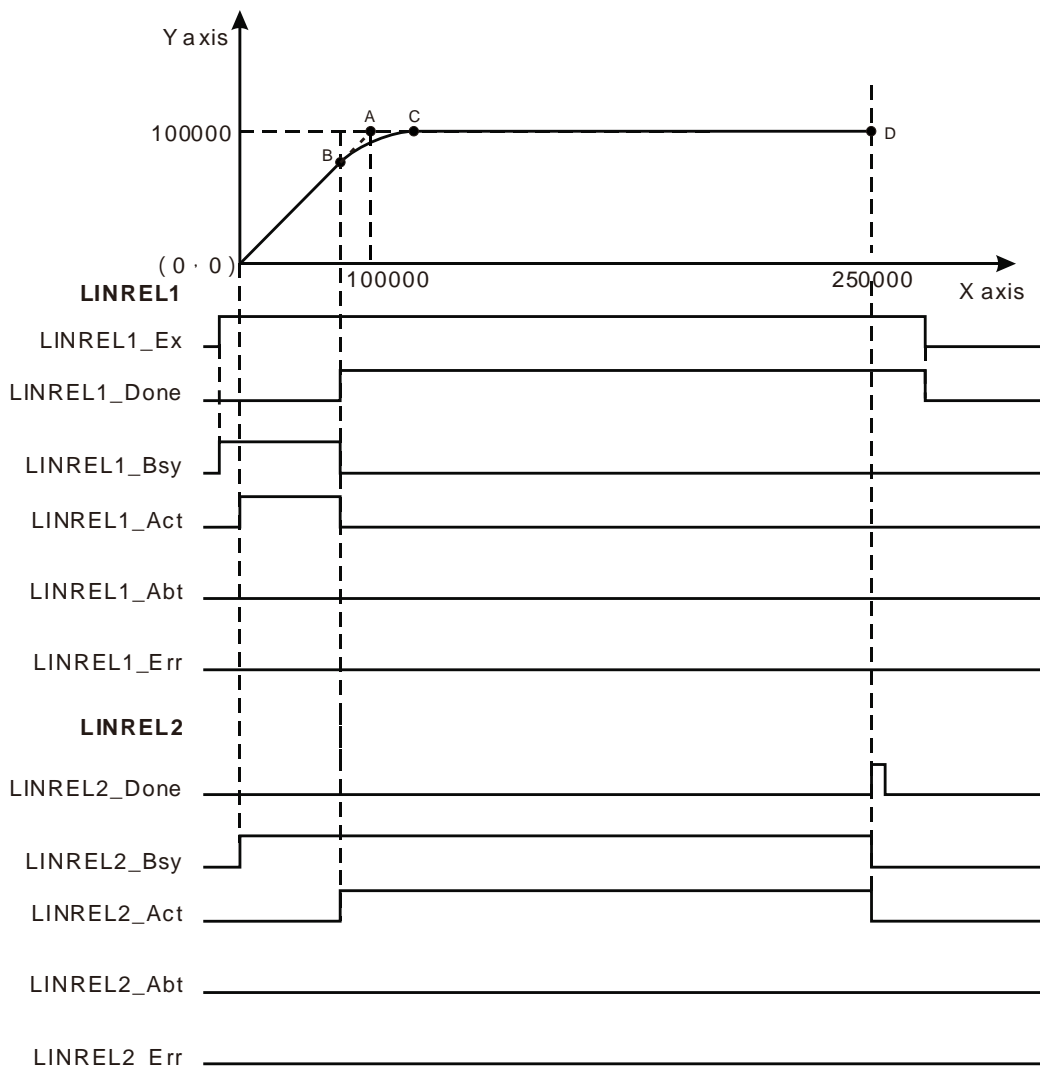 Y axis
A
C
100000
B
D
(0,0)
100000
250000
X axis
LINREL1
LINREL1_Ex
LINREL1_Done
LINREL1_Bsy
LINREL1_Act
LINREL1_Abt
LINREL1_Err
LINREL2
LINREL2_Done
LINREL2_Bsy
LINREL2_Act
LINREL2_Abt
LINREL2 Err